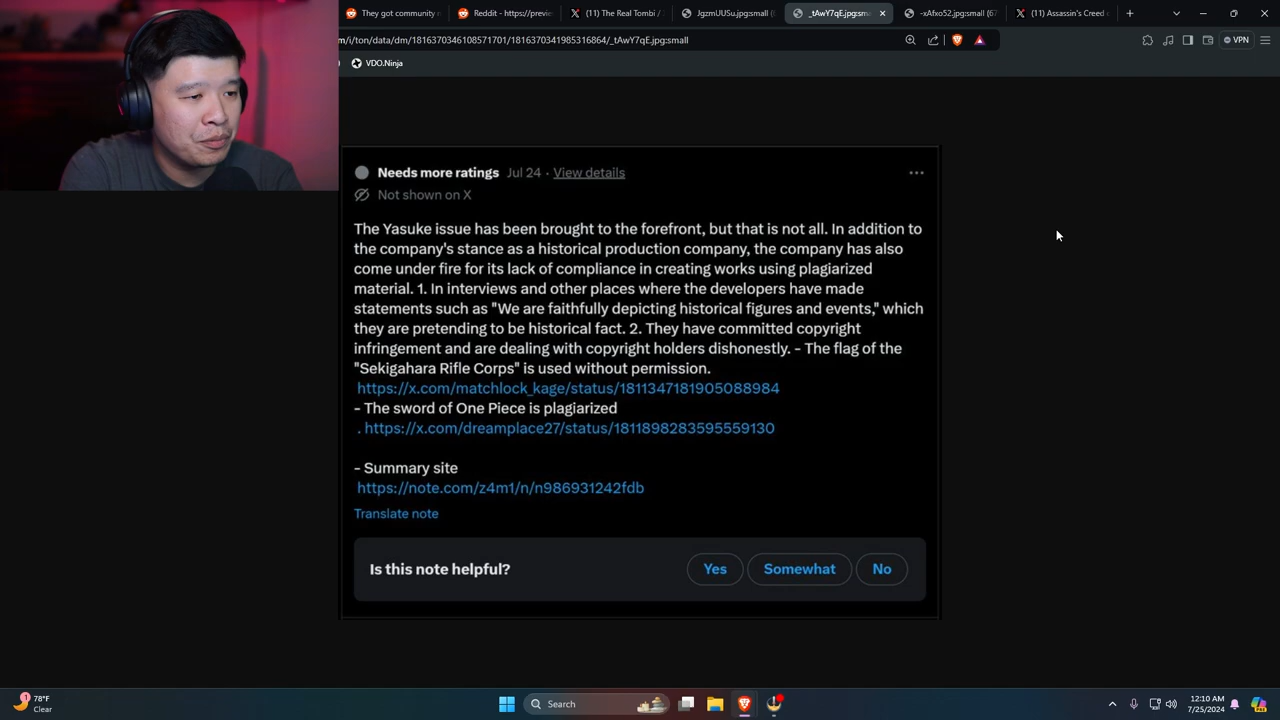 They got community r
Reddit - https://previe
(11) The Real Tombi /
JgzmUUSu.jpg:small (
_tAwY7qE.jpg:sm
-xAfxo52.jpg:small (6
(11) Assassin's Creed
m/i/ton/data/dm/1816370346108571701/1816370341985316864/_tAwY7qE.jpg:small
VPN
VDO.Ninja
Needs more ratings Jul 24 · View details
Not shown on X
The Yasuke issue has been brought to the forefront, but that is not all. In addition to
the company's stance as a historical production company, the company has also
come under fire for its lack of compliance in creating works using plagiarized
material. 1. In interviews and other places where the developers have made
statements such as "We are faithfully depicting historical figures and events," which
they are pretending to be historical fact. 2. They have committed copyright
infringement and are dealing with copyright holders dishonestly. - The flag of the
"Sekigahara Rifle Corps" is used without permission.
https://x.com/matchlock_kage/status/1811347181905088984
- The sword of One Piece is plagiarized
. https://x.com/dreamplace27/status/1811898283595559130
- Summary site
https://note.com/z4m1/n/n986931242fdb
Translate note
Is this note helpful?
Yes
Somewhat
No
1
78°F
Clear
Search
12:10 AM
7/25/2024